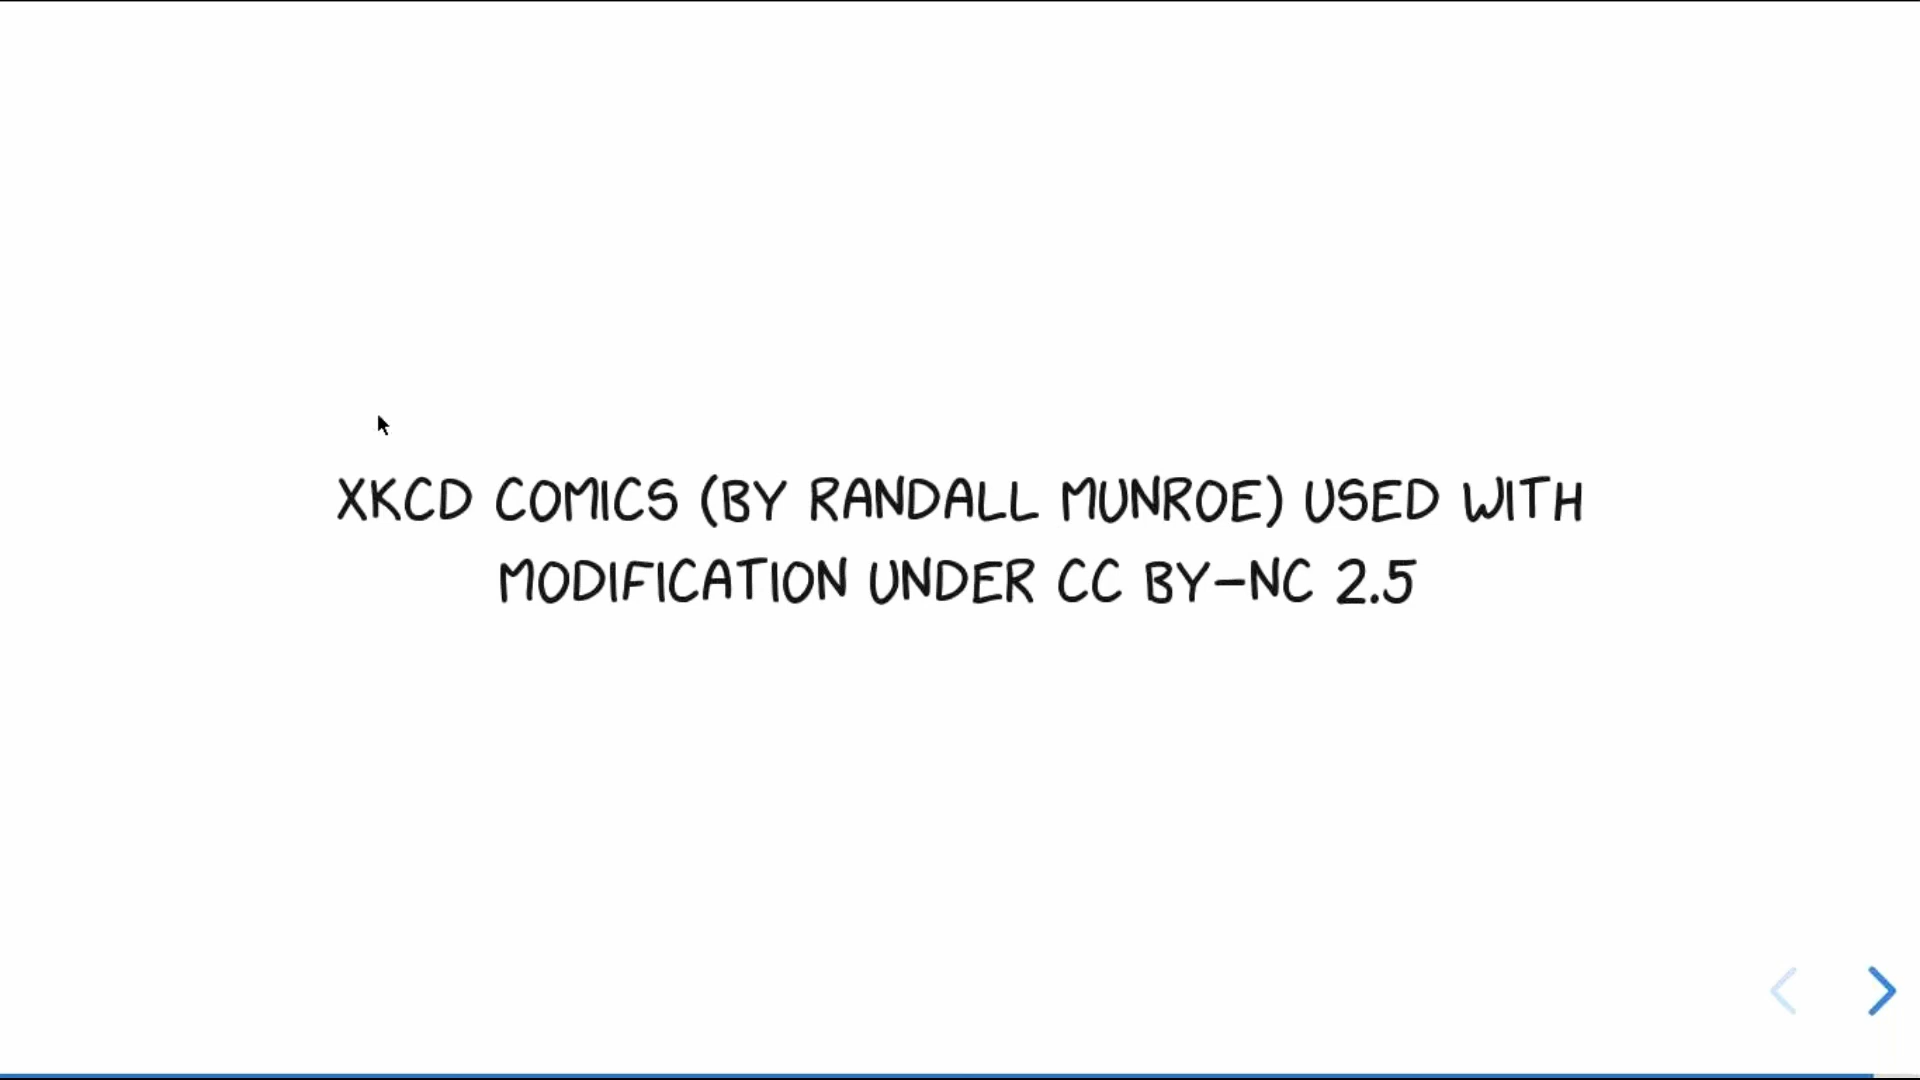 XKCD COMICS (BY RANDALL MUNROE) USED WITH
MODIFICATION UNDER CC BY-NC 2.5